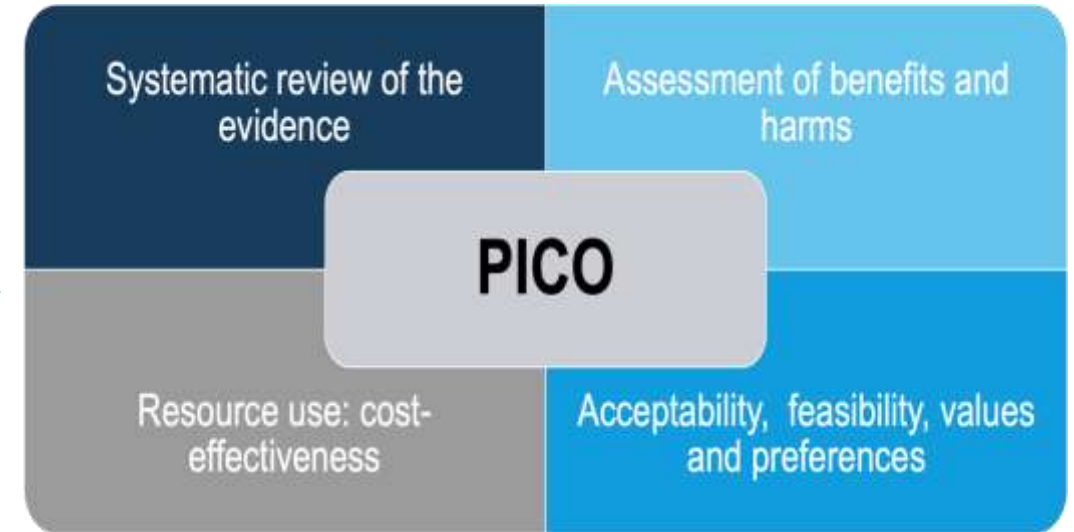 Systematic review of the
evidence
Assessment of benefits and
harms
PICO
Resource use: cost-
effectiveness
Acceptability, feasibility, values
and preferences